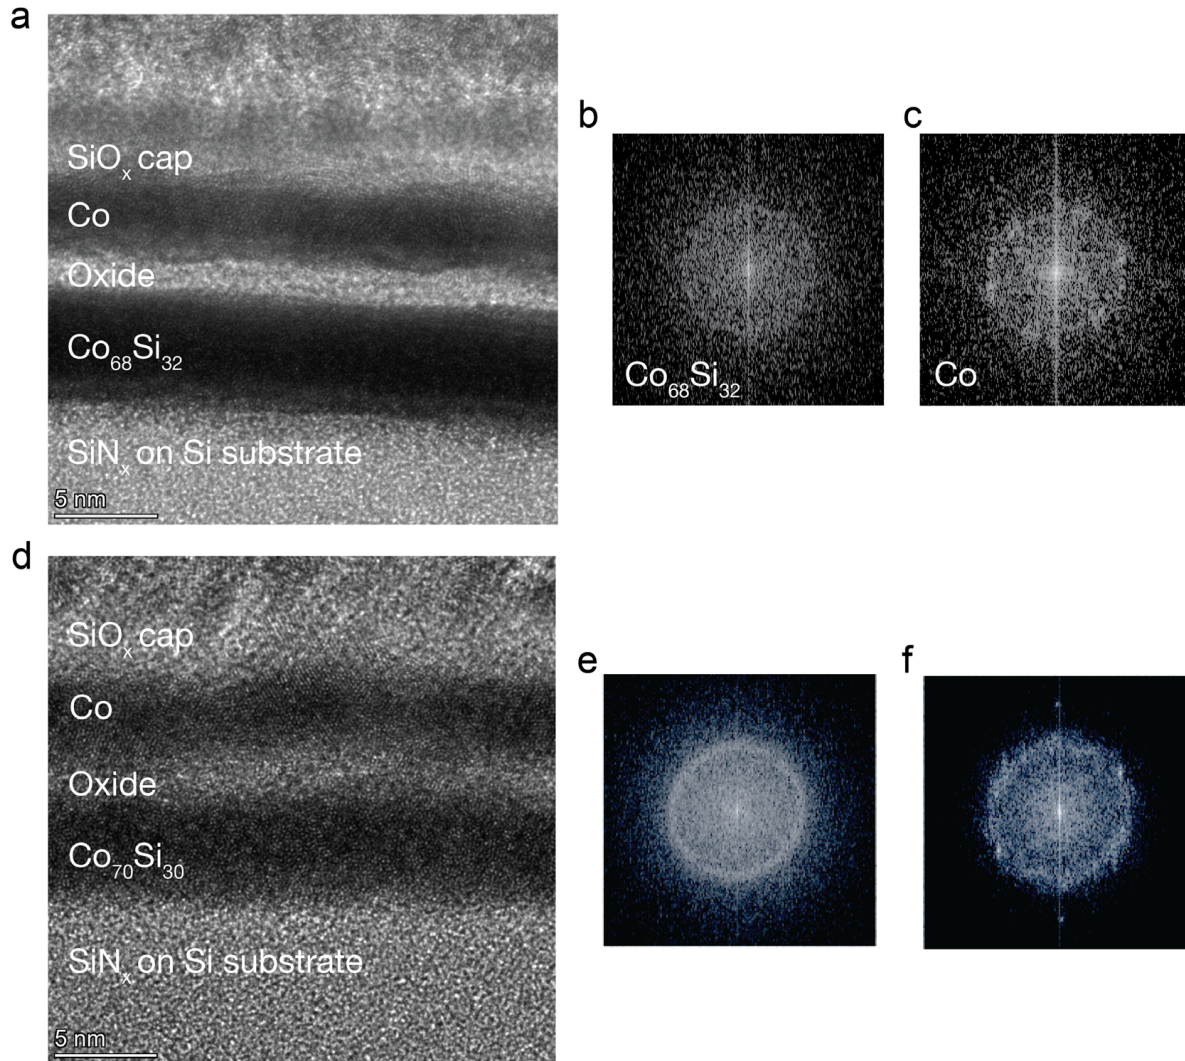 a
SiOₓ cap
Co
Oxide
Co₆₈Si₃₂
SiNₓ on Si substrate
5 nm
b
Co₆₈Si₃₂
c
Co
d
SiOₓ cap
Co
Oxide
Co₇₀Si₃₀
SiNₓ on Si substrate
5 nm
e
f